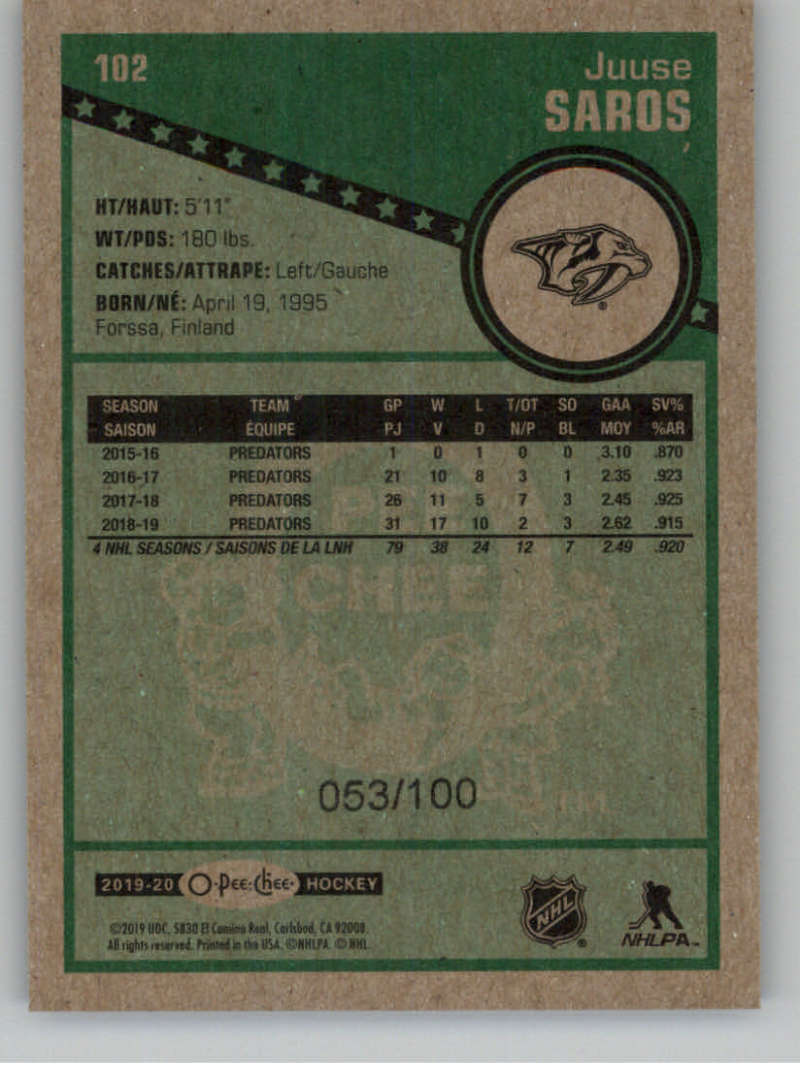 102
Juuse
SAROS
HT/HAUT: 5'11"
WT/PDS: 180 lbs.
CATCHES/ATTRAPE: Left/Gauche
BORN/NÉ: April 19, 1995
Forssa, Finland
SEASON TEAM GP W L T/OT SO GAA SV%
SAISON ÉQUIPE PJ V D N/P BL MOY %AR
2015-16 PREDATORS 1 0 1 0 0 3.10 .870
2016-17 PREDATORS 21 10 8 3 1 2.35 .923
2017-18 PREDATORS 26 11 5 7 3 2.45 .925
2018-19 PREDATORS 31 17 10 2 3 2.62 .915
4 NHL SEASONS / SAISONS DE LA LNH 79 38 24 12 7 2.49 .920
O-PEE-CHEE
053/100
2019-20 O-Pee-Chee HOCKEY
NHL
NHLPA™
©2019 UDC, 5830 El Camino Real, Carlsbad, CA 92008.
All rights reserved. Printed in the USA. ©NHLPA. © NHL